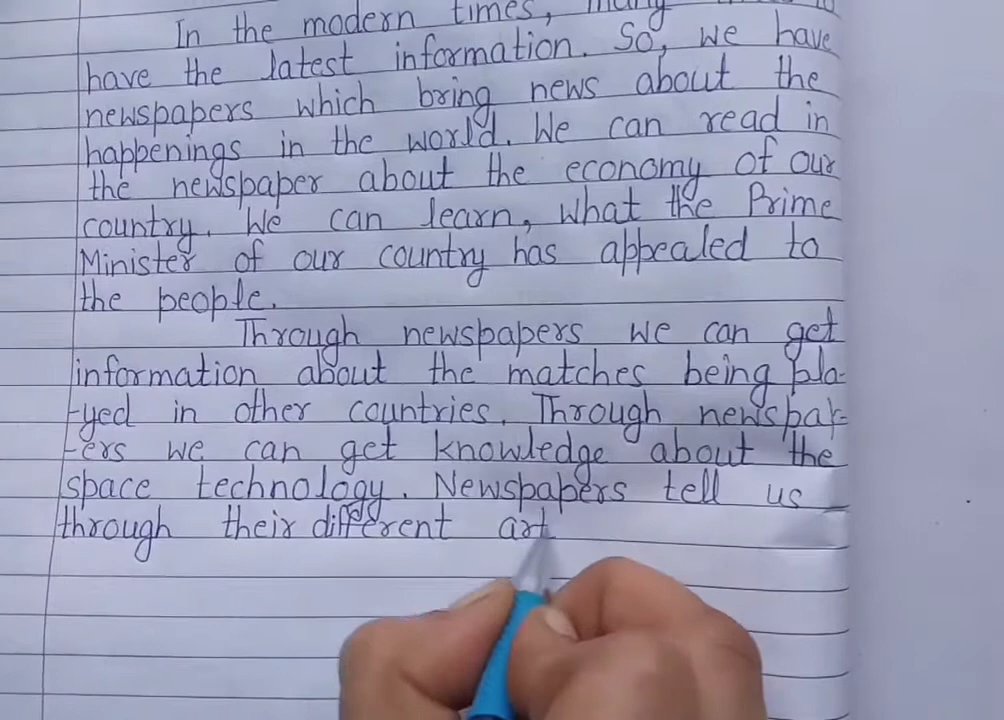 In the modern times, many
have the latest information. So, we have
newspapers which bring news about the
happenings in the world. We can read in
the newspaper about the economy of our
country. We can learn, what the Prime
Minister of our country has appealed to
the people.
Through newspapers we can get
information about the matches being pla-
-yed in other countries. Through newspap-
-ers we can get knowledge about the
space technology. Newspapers tell us
through their different art